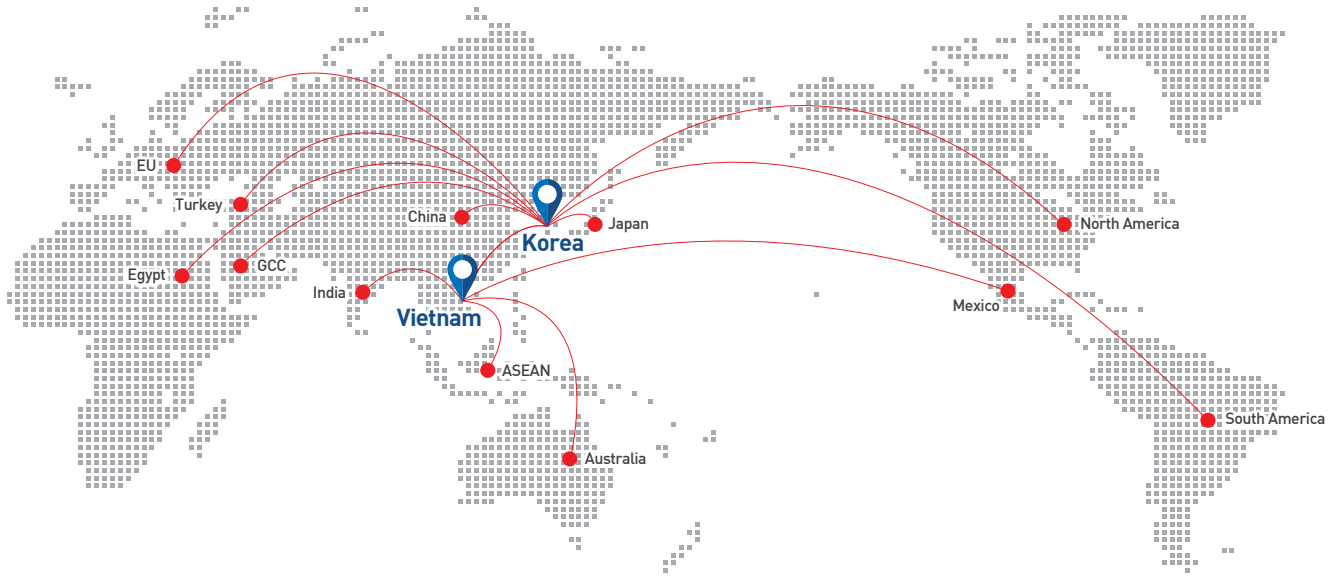 EU
Turkey
China
Japan
North America
Korea
Egypt
GCC
India
Mexico
Vietnam
ASEAN
South America
Australia